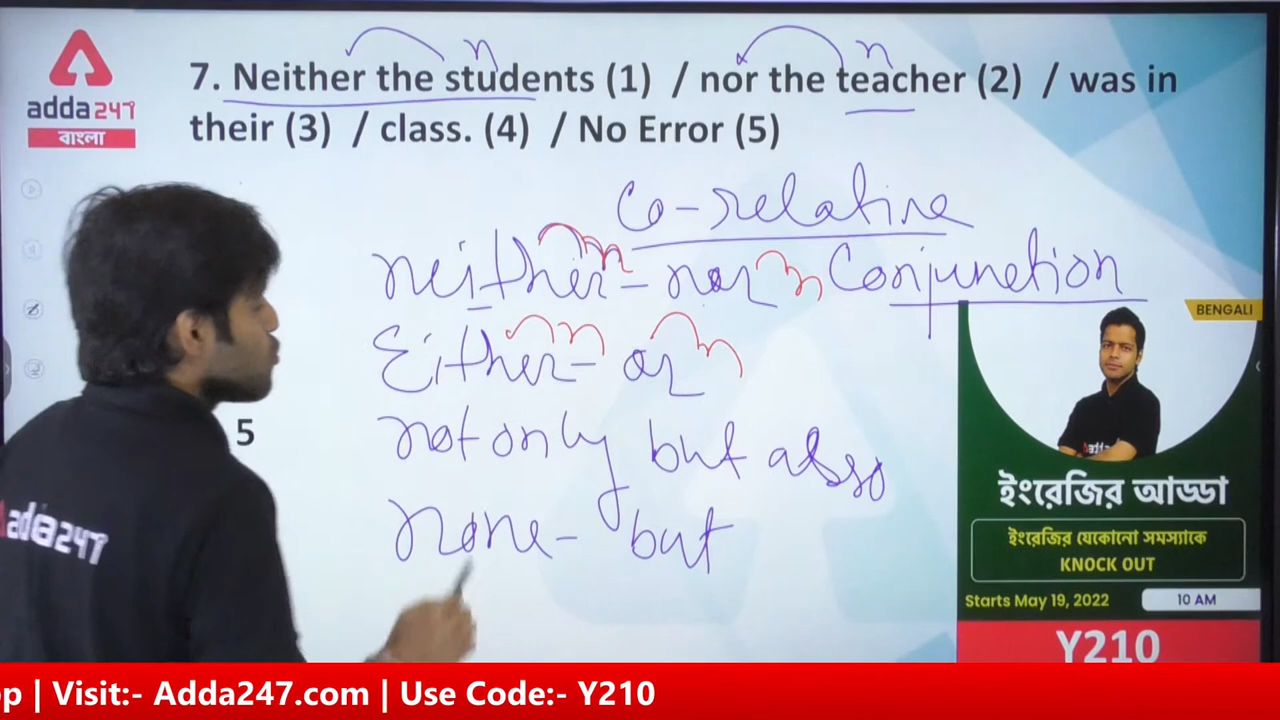 7. Neither the students (1) / nor the teacher (2) / was in
their (3) / class. (4) / No Error (5)
n
n
adda247
বাংলা
Co-relative
neither - nor Conjunction
n
n
Either - or
n
n
not only but also
none - but
5
adda247
BENGALI
ইংরেজির আড্ডা
ইংরেজির যেকোনো সমস্যাকে
KNOCK OUT
Starts May 19, 2022 10 AM
Y210
p | Visit:- Adda247.com | Use Code:- Y210